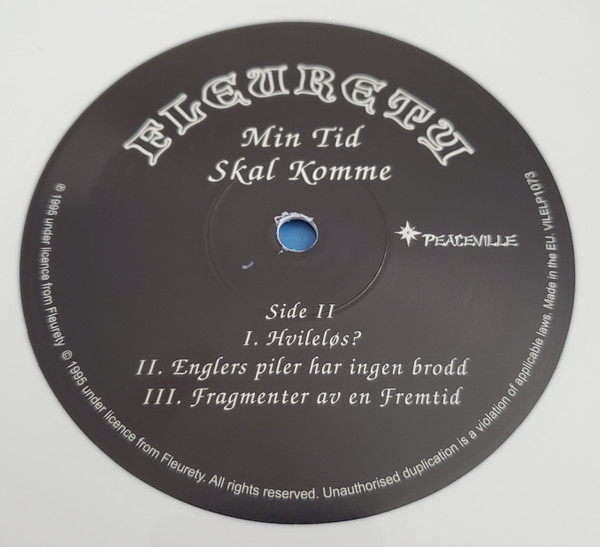 FLEURETY
Min Tid
Skal Komme
PEACEVILLE
Side II
I. Hvileløs?
II. Englers piler har ingen brodd
III. Fragmenter av en Fremtid
℗ 1995 under licence from Fleurety © 1995 under licence from Fleurety. All rights reserved. Unauthorised duplication is a violation of applicable laws. Made in the EU. VILELP1073